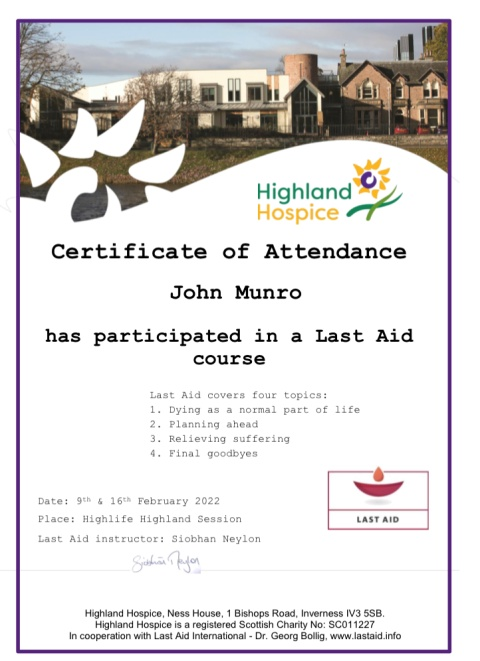 Highland
Hospice
Certificate of Attendance
John Munro
has participated in a Last Aid
course
Last Aid covers four topics:
1. Dying as a normal part of life
2. Planning ahead
3. Relieving suffering
4. Final goodbyes
LAST AID
Date: 9th & 16th February 2022
Place: Highlife Highland Session
Last Aid instructor: Siobhan Neylon
Siobhan Neylon
Highland Hospice, Ness House, 1 Bishops Road, Inverness IV3 5SB.
Highland Hospice is a registered Scottish Charity No: SC011227
In cooperation with Last Aid International - Dr. Georg Bollig, www.lastaid.info